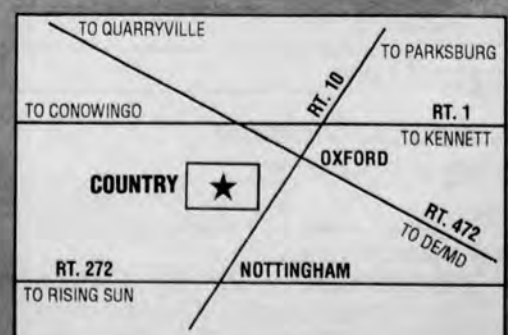 TO QUARRYVILLE
TO PARKSBURG
RT. 10
TO CONOWINGO
RT. 1
TO KENNETT
OXFORD
COUNTRY
RT. 472
TO DE/MD
RT. 272
NOTTINGHAM
TO RISING SUN